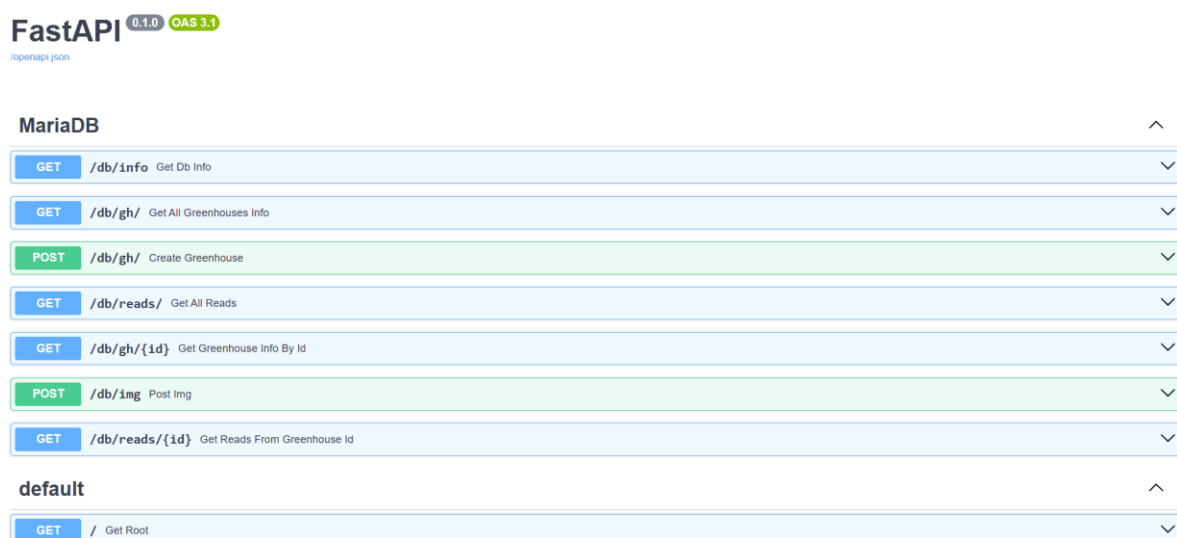 FastAPI 0.1.0 OAS 3.1
/openapi.json
MariaDB
GET /db/info Get Db Info
GET /db/gh/ Get All Greenhouses Info
POST /db/gh/ Create Greenhouse
GET /db/reads/ Get All Reads
GET /db/gh/{id} Get Greenhouse Info By Id
POST /db/img Post Img
GET /db/reads/{id} Get Reads From Greenhouse Id
default
GET / Get Root